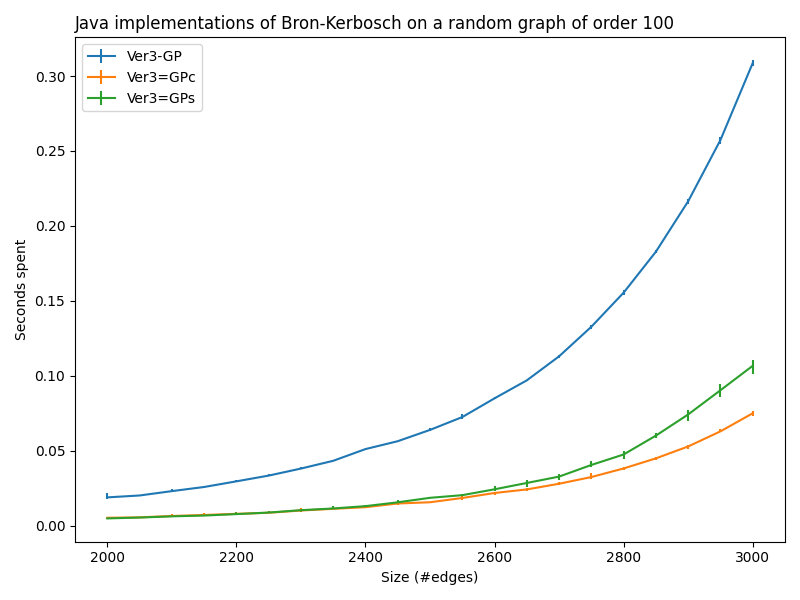 Java implementations of Bron-Kerbosch on a random graph of order 100
Ver3-GP
Ver3=GPc
Ver3=GPs
0.30
0.25
0.20
0.15
0.10
0.05
0.00
Seconds spent
2000 2200 2400 2600 2800 3000
Size (#edges)